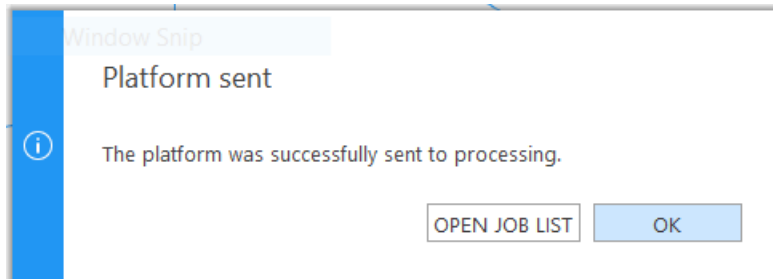 Window Snip
Platform sent
The platform was successfully sent to processing.
OPEN JOB LIST OK